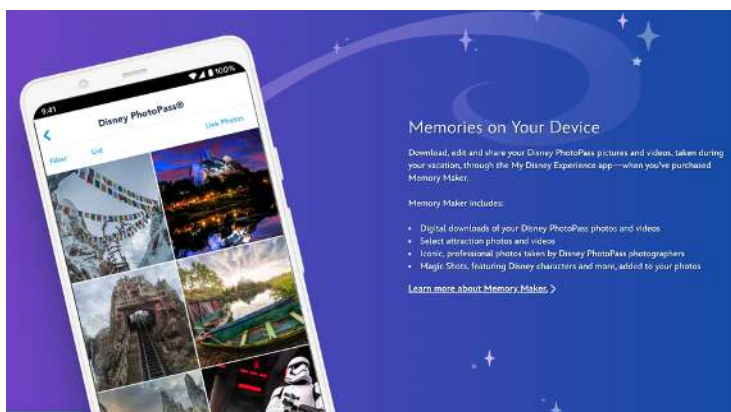 9:41
100%
Disney PhotoPass®
Filter
List
Link Photos
Memories on Your Device
Download, edit and share your Disney PhotoPass pictures and videos, taken during
your vacation, through the My Disney Experience app—when you've purchased
Memory Maker.
Memory Maker includes:
• Digital downloads of your Disney PhotoPass photos and videos
• Select attraction photos and videos
• Iconic, professional photos taken by Disney PhotoPass photographers
• Magic Shots, featuring Disney characters and more, added to your photos
Learn more about Memory Maker. >